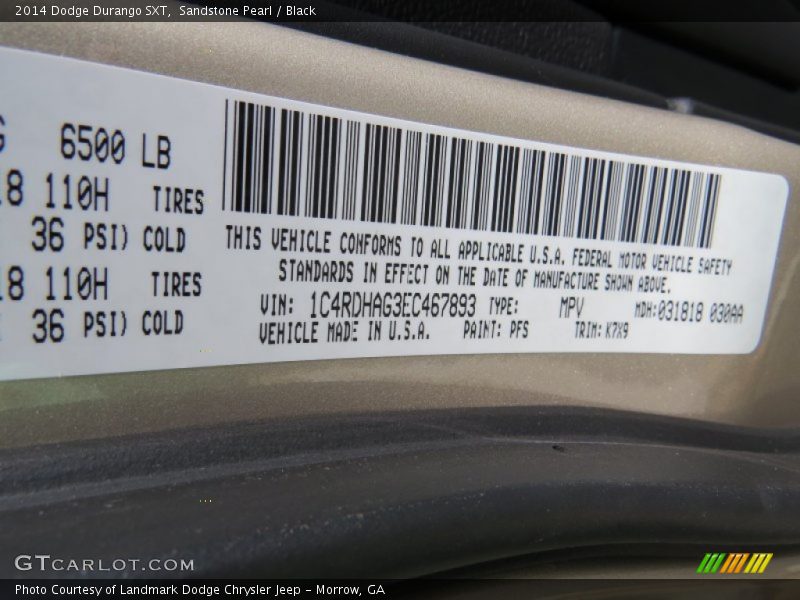 2014 Dodge Durango SXT,  Sandstone Pearl / Black
6500 LB
18 110H TIRES
36 PSI) COLD
18 110H TIRES
36 PSI) COLD
THIS VEHICLE CONFORMS TO ALL APPLICABLE U.S.A. FEDERAL MOTOR VEHICLE SAFETY
STANDARDS IN EFFECT ON THE DATE OF MANUFACTURE SHOWN ABOVE.
VIN: 1C4RDHAG3EC467893 TYPE: MPV MDH:031818 030AA
VEHICLE MADE IN U.S.A. PAINT: PFS TRIM: K7X9
GTCARLOT.COM
Photo Courtesy of Landmark Dodge Chrysler Jeep – Morrow, GA